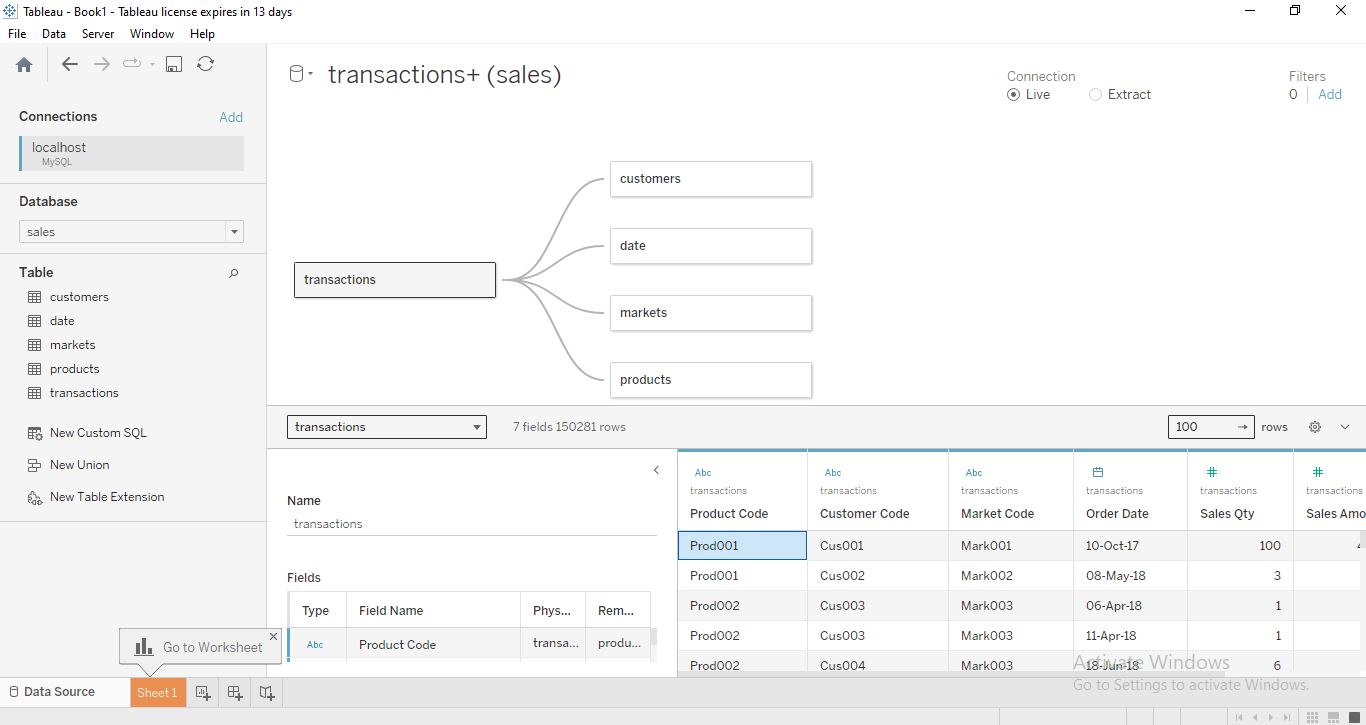 Tableau - Book1 - Tableau license expires in 13 days
File Data Server Window Help
Connections Add
localhost
MySQL
Database
sales
Table
customers
date
markets
products
transactions
New Custom SQL
New Union
New Table Extension
transactions+ (sales)
Connection
Live Extract
Filters
0 Add
customers
date
transactions
markets
products
transactions 7 fields 150281 rows 100 rows
Name
transactions
Fields
Type Field Name Phys... Rem...
Abc Product Code transa... produ...
Abc Abc Abc
transactions transactions transactions transactions transactions transactions
Product Code Customer Code Market Code Order Date Sales Qty Sales Amo
Prod001 Cus001 Mark001 10-Oct-17 100
Prod001 Cus002 Mark002 08-May-18 3
Prod002 Cus003 Mark003 06-Apr-18 1
Prod002 Cus003 Mark003 11-Apr-18 1
Prod002 Cus004 Mark003 18-Jun-18 6
Activate Windows
Go to Settings to activate Windows.
Go to Worksheet
Data Source Sheet 1